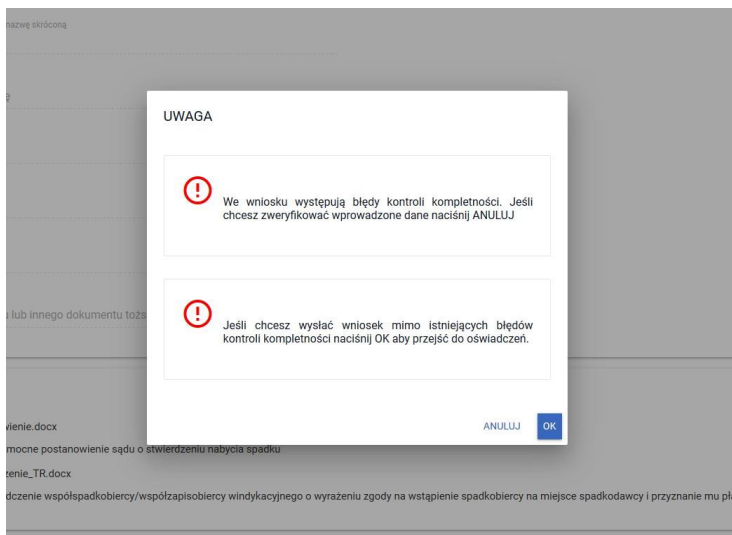 nazwę skróconą
ę
UWAGA
We wniosku występują błędy kontroli kompletności. Jeśli
chcesz zweryfikować wprowadzone dane naciśnij ANULUJ
u lub innego dokumentu tożs
Jeśli chcesz wysłać wniosek mimo istniejących błędów
kontroli kompletności naciśnij OK aby przejść do oświadczeń.
ANULUJ OK
wienie.docx
mocne postanowienie sądu o stwierdzeniu nabycia spadku
zenie_TR.docx
dczenie współspadkobiercy/współzapisobiercy windykacyjnego o wyrażeniu zgody na wstąpienie spadkobiercy na miejsce spadkodawcy i przyznanie mu pła